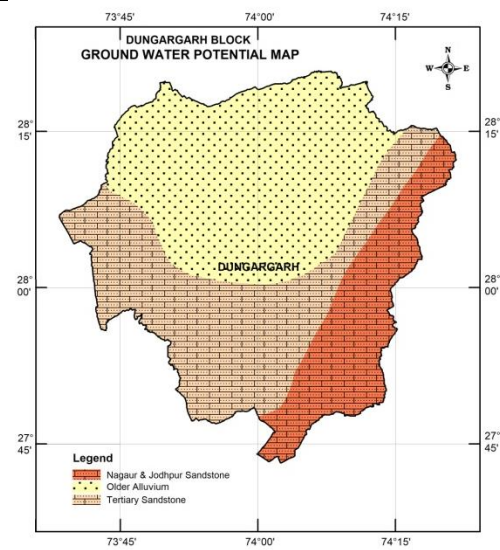 73°45'
74°00'
74°15'
DUNGARGARH BLOCK
GROUND WATER POTENTIAL MAP
N
W
E
S
28°
15'
28°
15'
DUNGARGARH
28°
00'
28°
00'
27°
45'
27°
45'
Legend
Nagaur & Jodhpur Sandstone
Older Alluvium
Tertiary Sandstone
73°45'
74°00'
74°15'